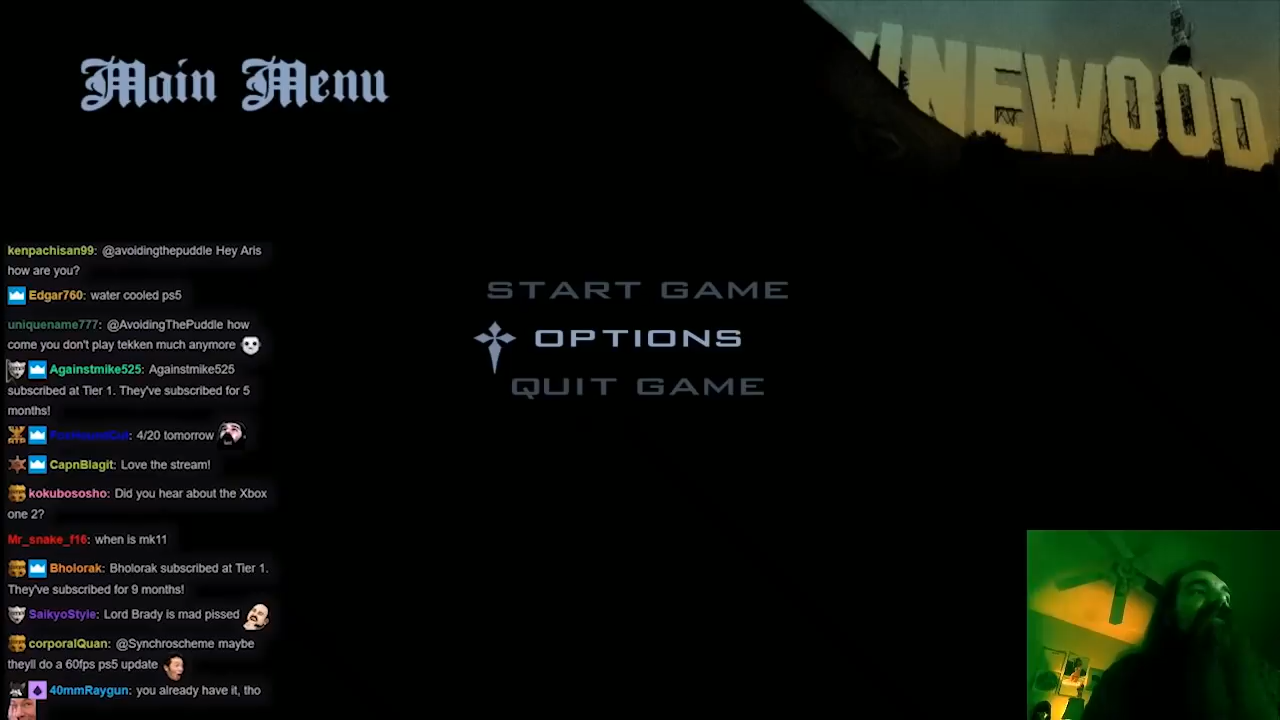 Main Menu
INEWOOD
START GAME
OPTIONS
QUIT GAME
kenpachisan99: @avoidingthepuddle Hey Aris
how are you?
Edgar760: water cooled ps5
uniquename777: @AvoidingThePuddle how
come you don't play tekken much anymore
Againstmike525: Againstmike525
subscribed at Tier 1. They've subscribed for 5
months!
4/20 tomorrow
CapnBlagit: Love the stream!
kokubososho: Did you hear about the Xbox
one 2?
Mr_snake_f16: when is mk11
Bholorak: Bholorak subscribed at Tier 1.
They've subscribed for 9 months!
SaikyoStyle: Lord Brady is mad pissed
corporalQuan: @Synchroscheme maybe
theyll do a 60fps ps5 update
40mmRaygun: you already have it, tho